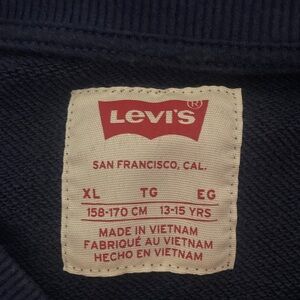 LEVI'S ®
SAN FRANCISCO, CAL.
XL TG EG
158-170 CM 13-15 YRS
MADE IN VIETNAM
FABRIQUÉ AU VIETNAM
HECHO EN VIETNAM